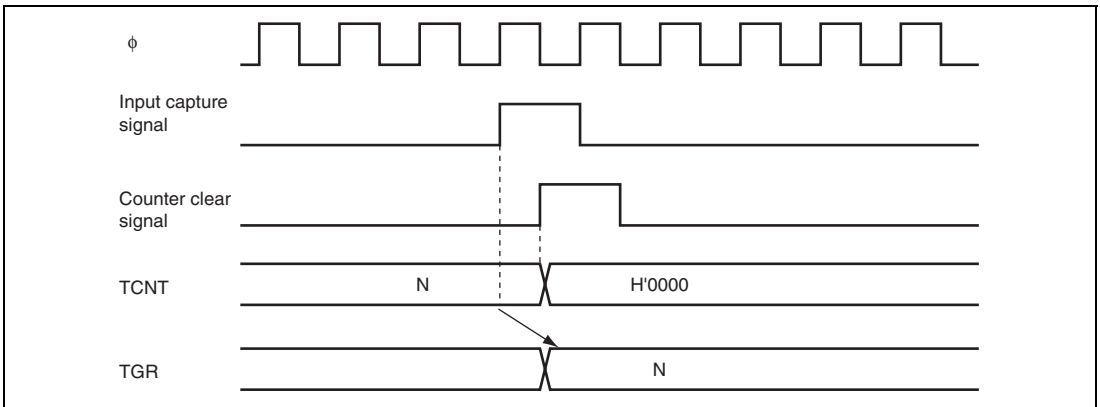 ϕ
Input capture
signal
Counter clear
signal
TCNT
N
H'0000
TGR
N